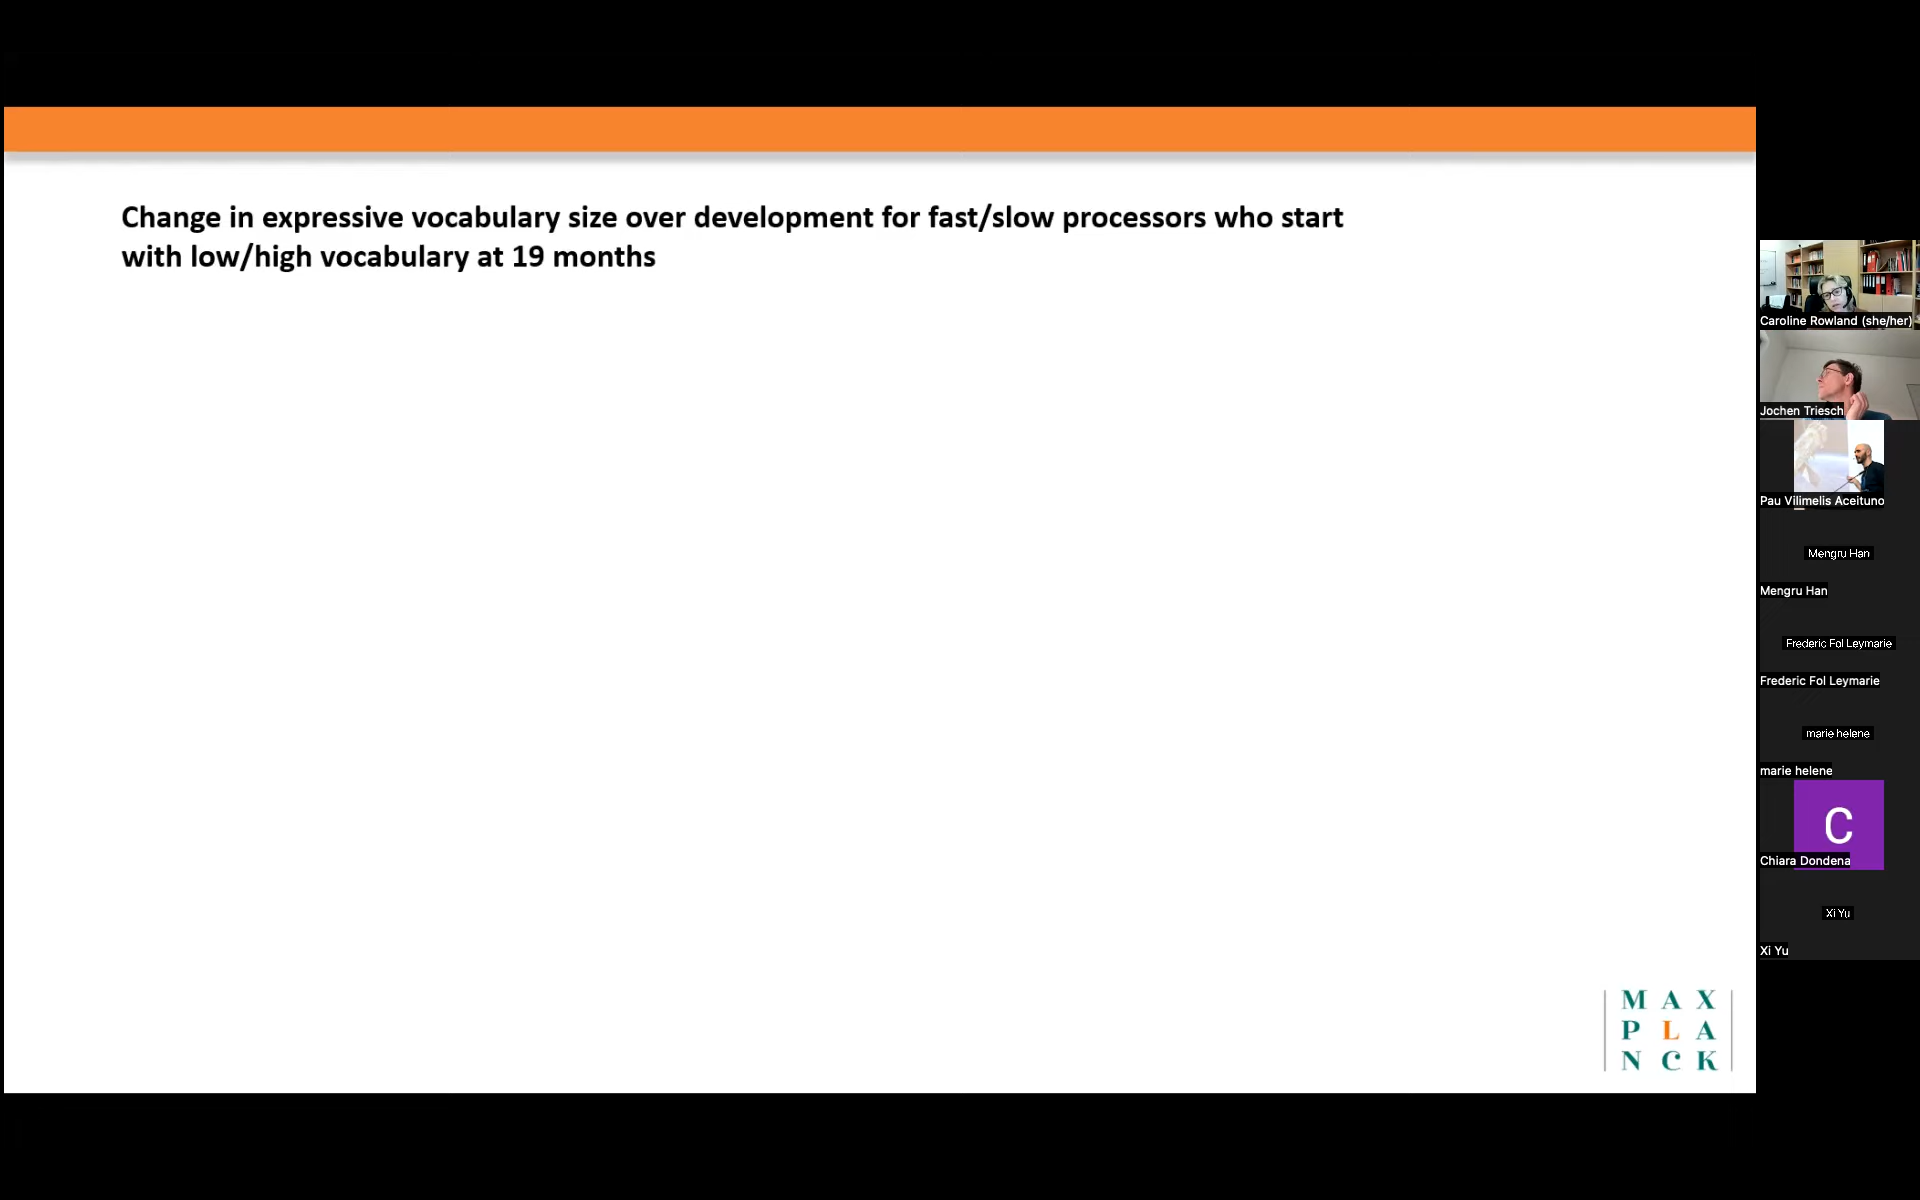 Change in expressive vocabulary size over development for fast/slow processors who start
with low/high vocabulary at 19 months
Caroline Rowland (she/her)
Jochen Triesch
Pau Vilimelis Aceituno
Mengru Han
Mengru Han
Frederic Fol Leymarie
Frederic Fol Leymarie
marie helene
marie helene
C
Chiara Dondena
Xi Yu
Xi Yu
M A X
P L A
N C K